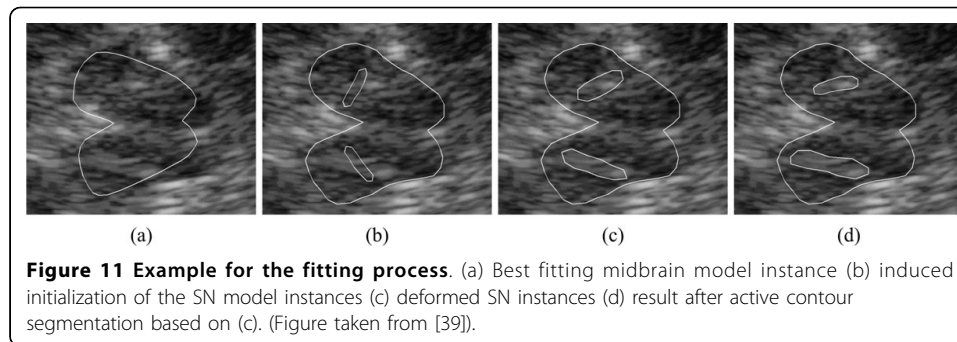 (a) (b) (c) (d)
Figure 11 Example for the fitting process. (a) Best fitting midbrain model instance (b) induced
initialization of the SN model instances (c) deformed SN instances (d) result after active contour
segmentation based on (c). (Figure taken from [39]).